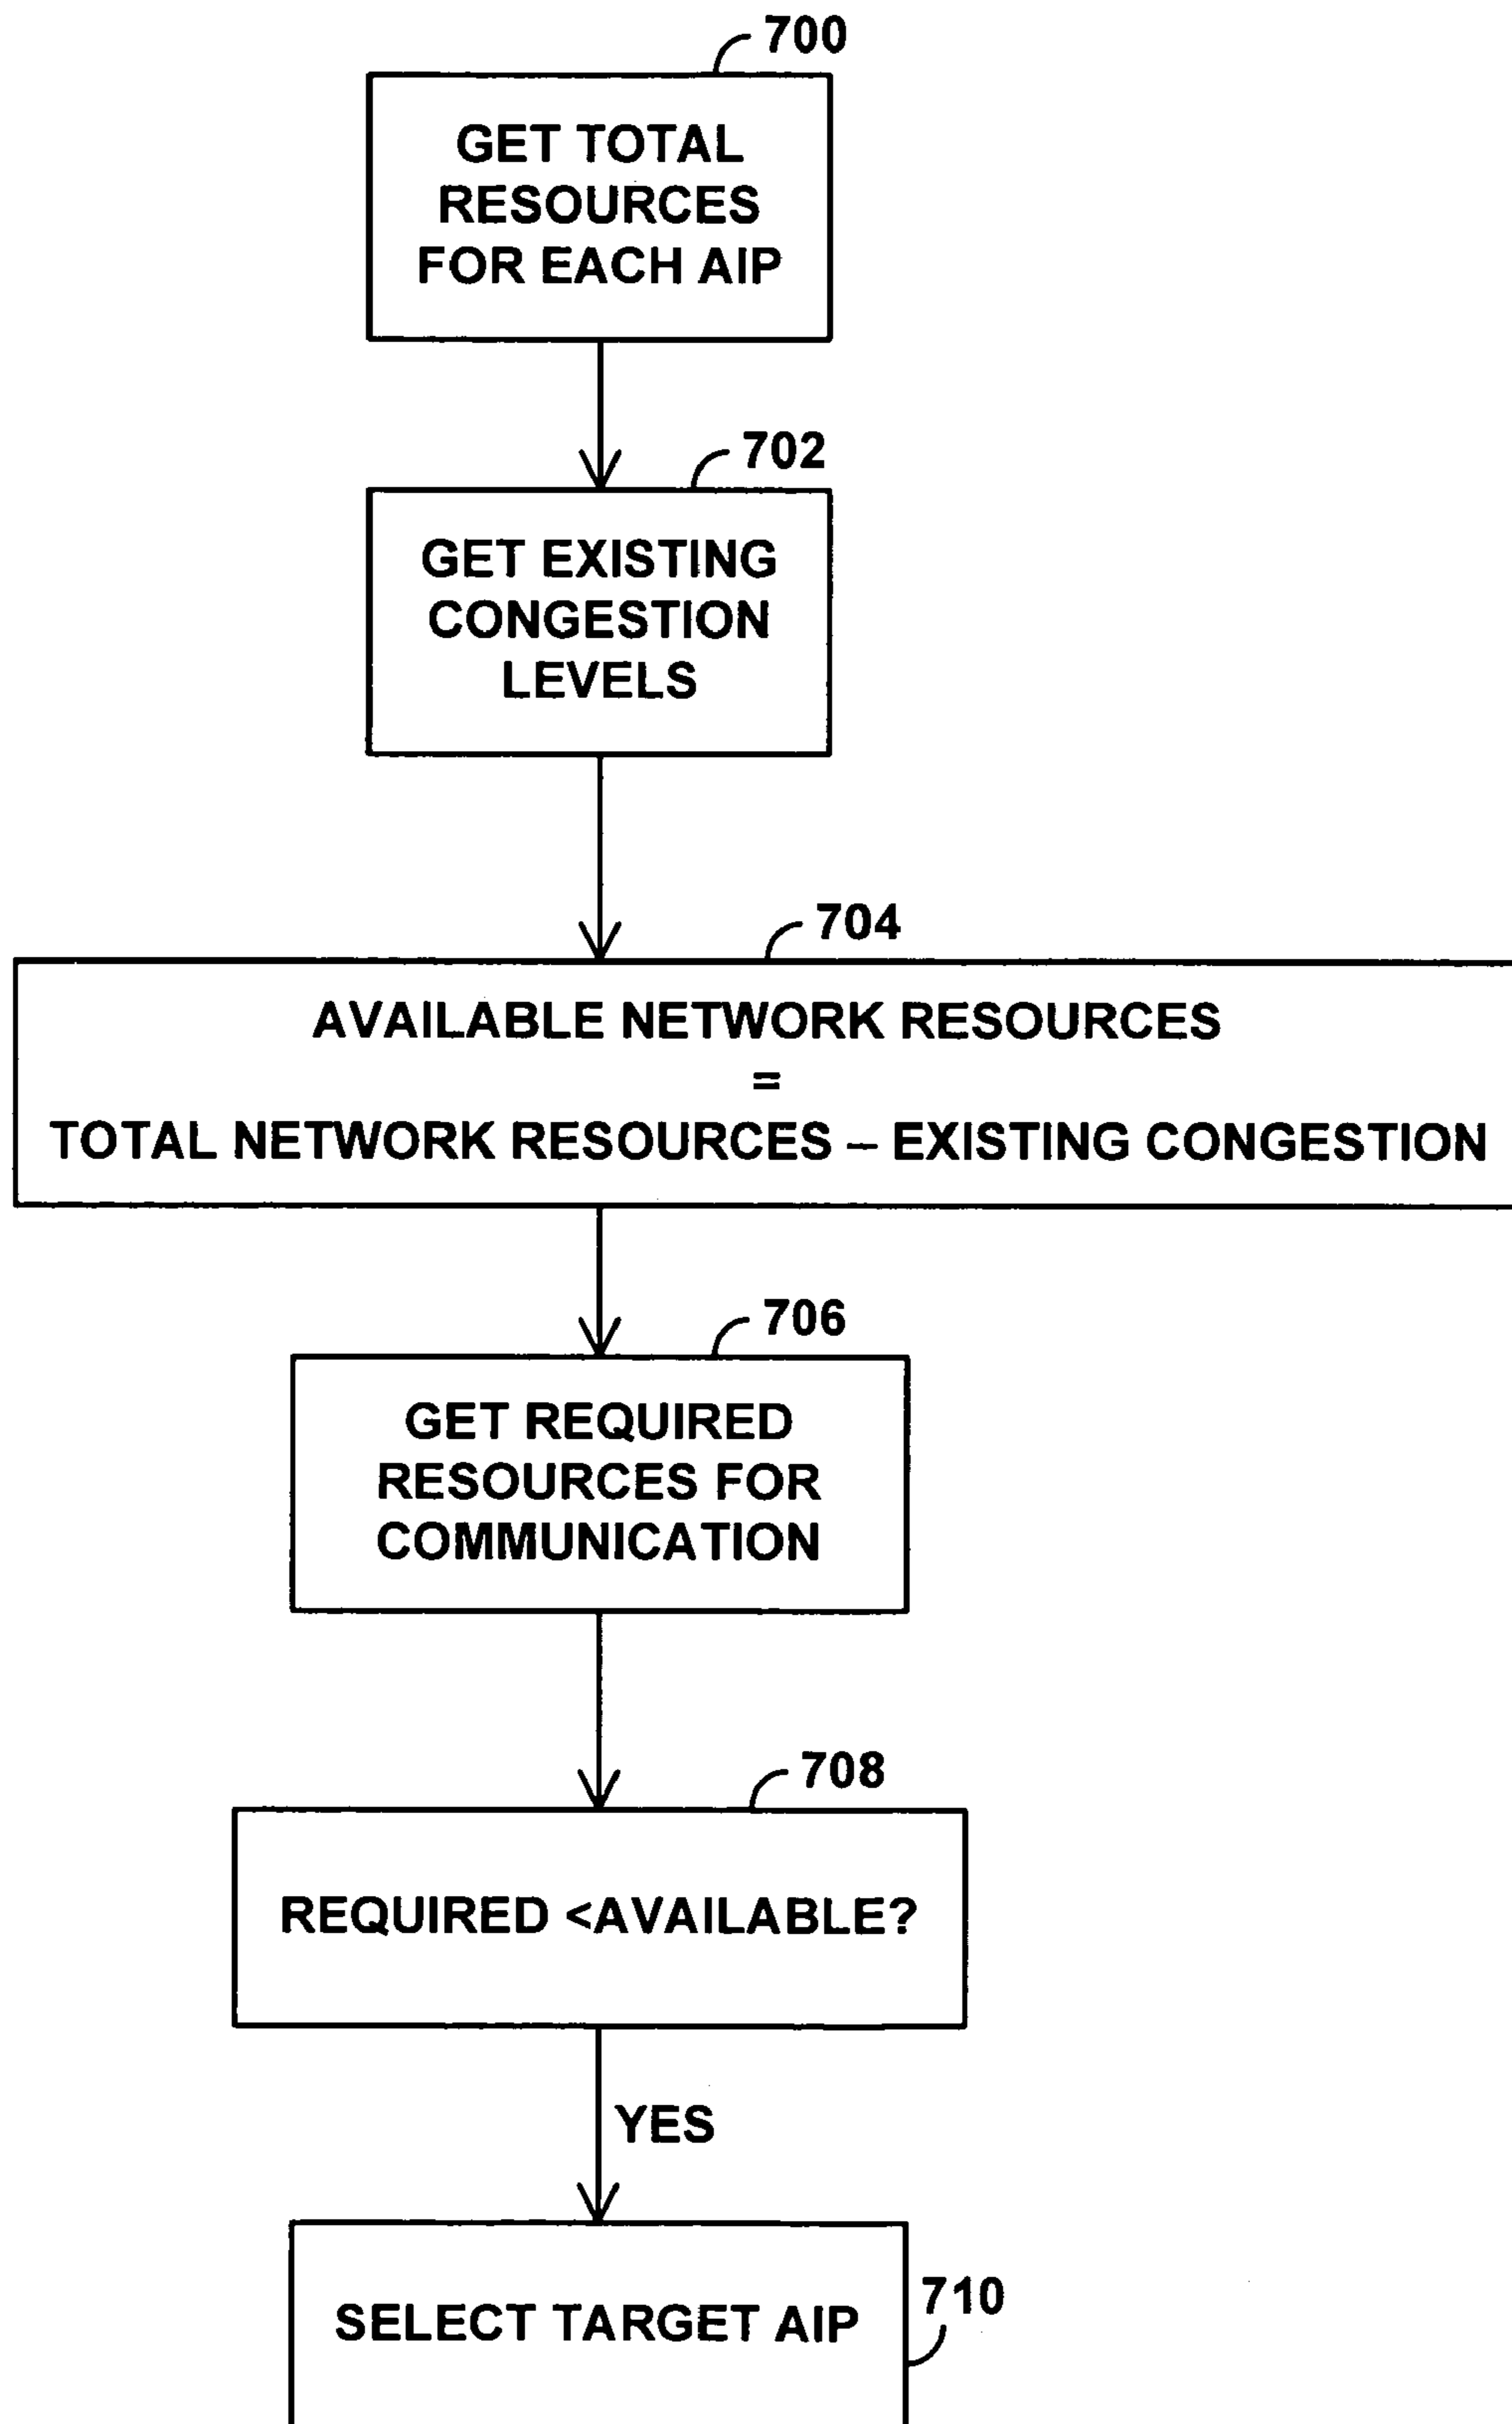 700
GET TOTAL
RESOURCES
FOR EACH AIP
702
GET EXISTING
CONGESTION
LEVELS
704
AVAILABLE NETWORK RESOURCES
=
TOTAL NETWORK RESOURCES – EXISTING CONGESTION
706
GET REQUIRED
RESOURCES FOR
COMMUNICATION
708
REQUIRED <AVAILABLE?
YES
SELECT TARGET AIP
710